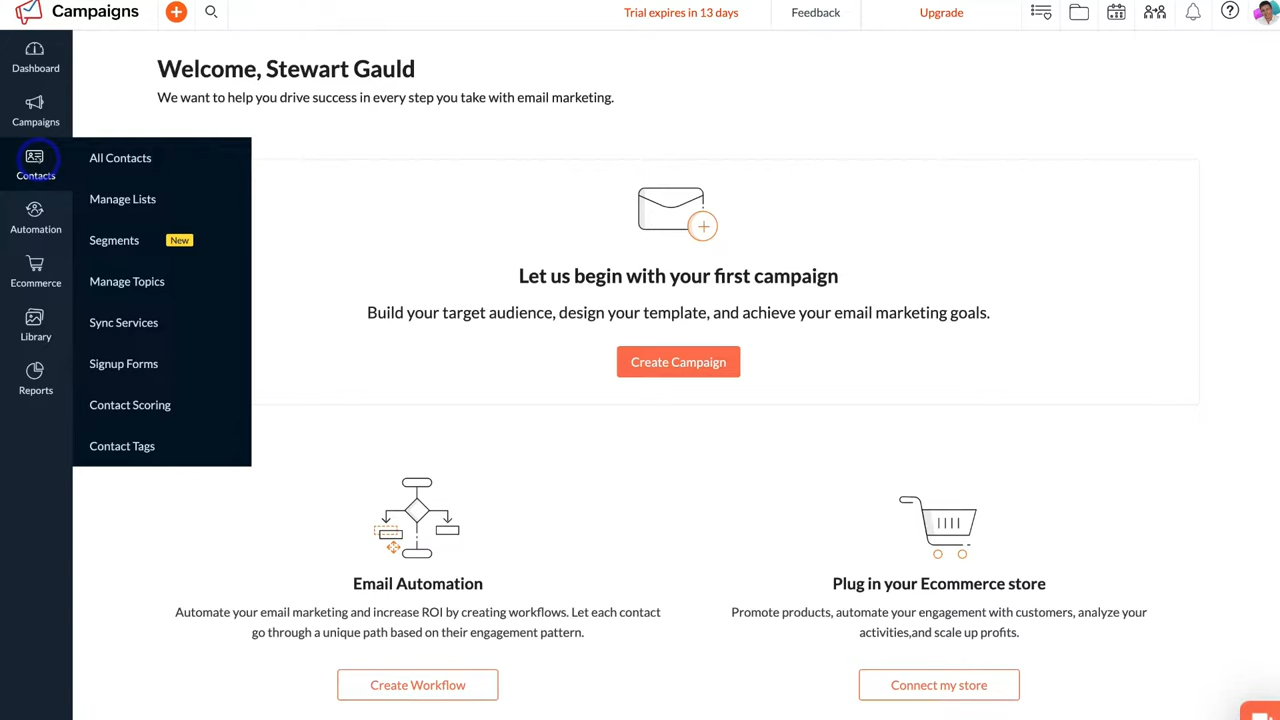 Campaigns
Trial expires in 13 days
Feedback
Upgrade
Dashboard
Campaigns
Contacts
Automation
Ecommerce
Library
Reports
All Contacts
Manage Lists
Segments New
Manage Topics
Sync Services
Signup Forms
Contact Scoring
Contact Tags
Welcome, Stewart Gauld
We want to help you drive success in every step you take with email marketing.
Let us begin with your first campaign
Build your target audience, design your template, and achieve your email marketing goals.
Create Campaign
Email Automation
Automate your email marketing and increase ROI by creating workflows. Let each contact
go through a unique path based on their engagement pattern.
Create Workflow
Plug in your Ecommerce store
Promote products, automate your engagement with customers, analyze your
activities,and scale up profits.
Connect my store